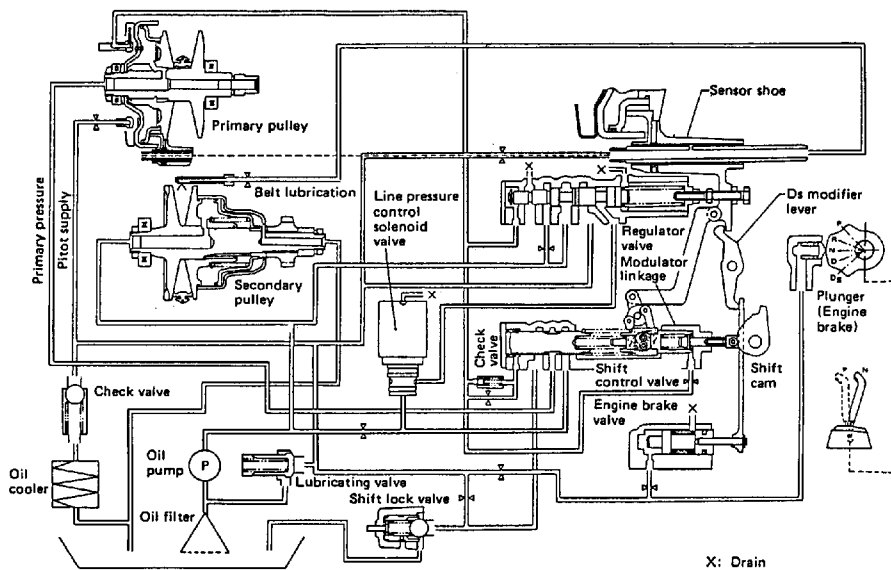 Sensor shoe
Primary pulley
Belt lubrication
Line pressure
control
solenoid
valve
Primary pressure
Pitot supply
Secondary
pulley
Regulator
valve
Modulator
linkage
Ds modifier
lever
P
R
N
D
Ds
Plunger
(Engine
brake)
Check
valve
Shift
control valve
Shift
cam
Engine brake
valve
Check valve
Oil
cooler
Oil
pump
P
Lubricating valve
Oil filter
Shift lock valve
P
N
X
X
X
X
X: Drain